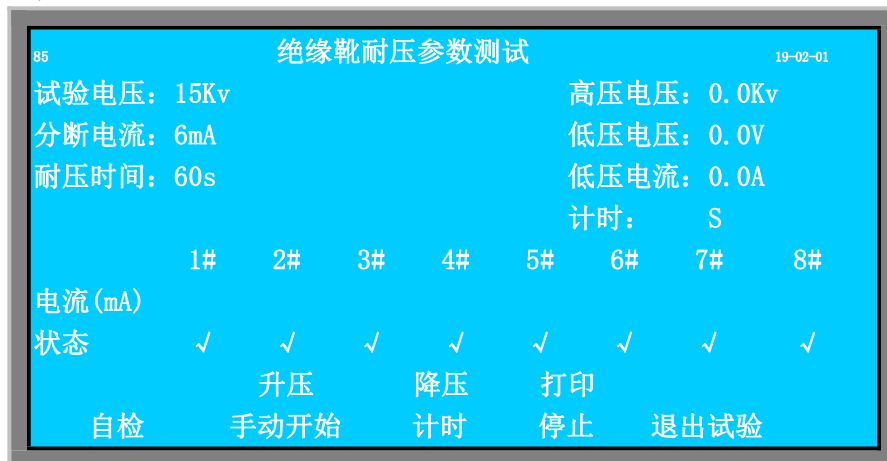 85 绝缘靴耐压参数测试 19-02-01
试验电压：15Kv 高压电压：0.0Kv
分断电流：6mA 低压电压：0.0V
耐压时间：60s 低压电流：0.0A
计时： S
1# 2# 3# 4# 5# 6# 7# 8#
电流(mA)
状态 √ √ √ √ √ √ √ √
升压 降压 打印
自检 手动开始 计时 停止 退出试验